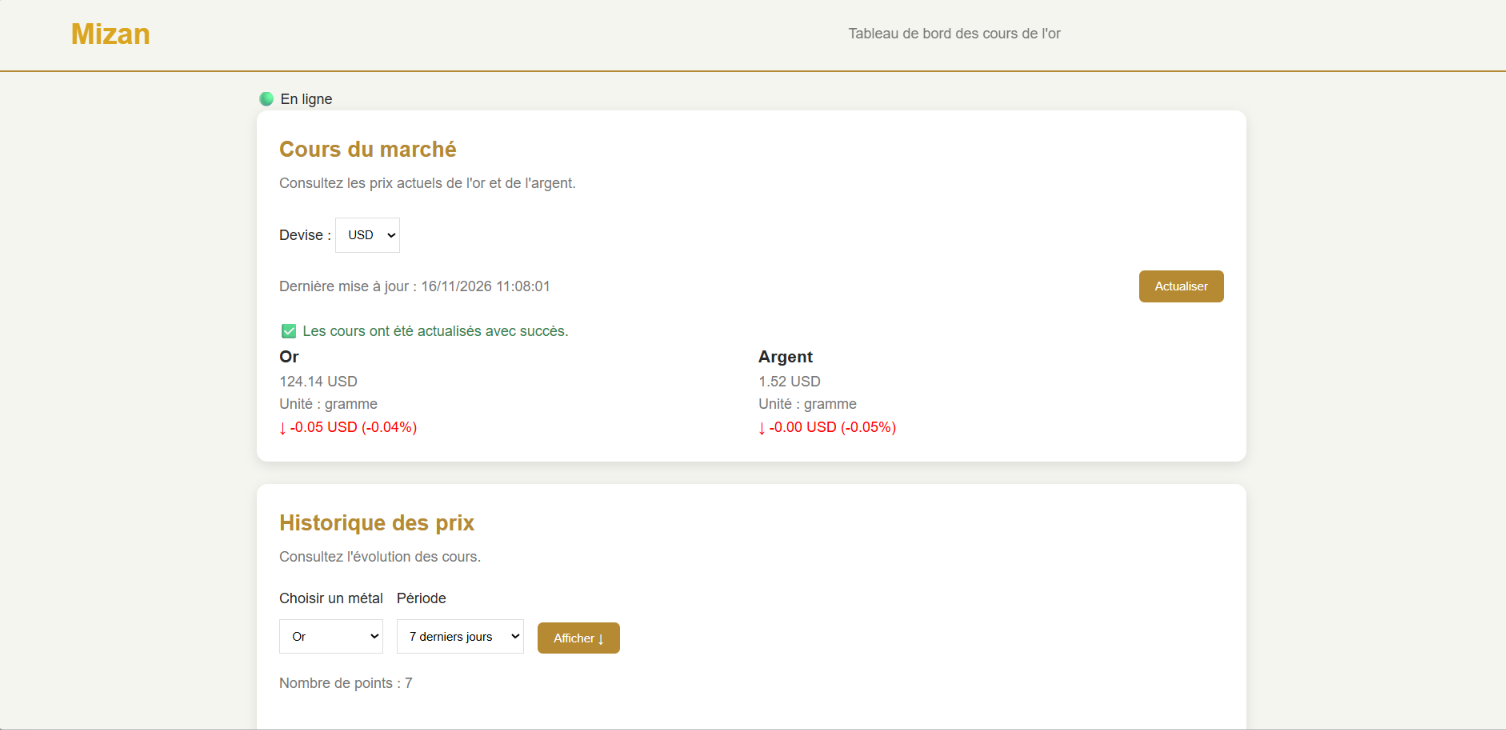 Mizan
Tableau de bord des cours de l'or
En ligne
Cours du marché
Consultez les prix actuels de l'or et de l'argent.
Devise : USD
Dernière mise à jour : 16/11/2026 11:08:01
Actualiser
✅ Les cours ont été actualisés avec succès.
Or
124.14 USD
Unité : gramme
↓ -0.05 USD (-0.04%)
Argent
1.52 USD
Unité : gramme
↓ -0.00 USD (-0.05%)
Historique des prix
Consultez l'évolution des cours.
Choisir un métal Période
Or 7 derniers jours Afficher ↓
Nombre de points : 7